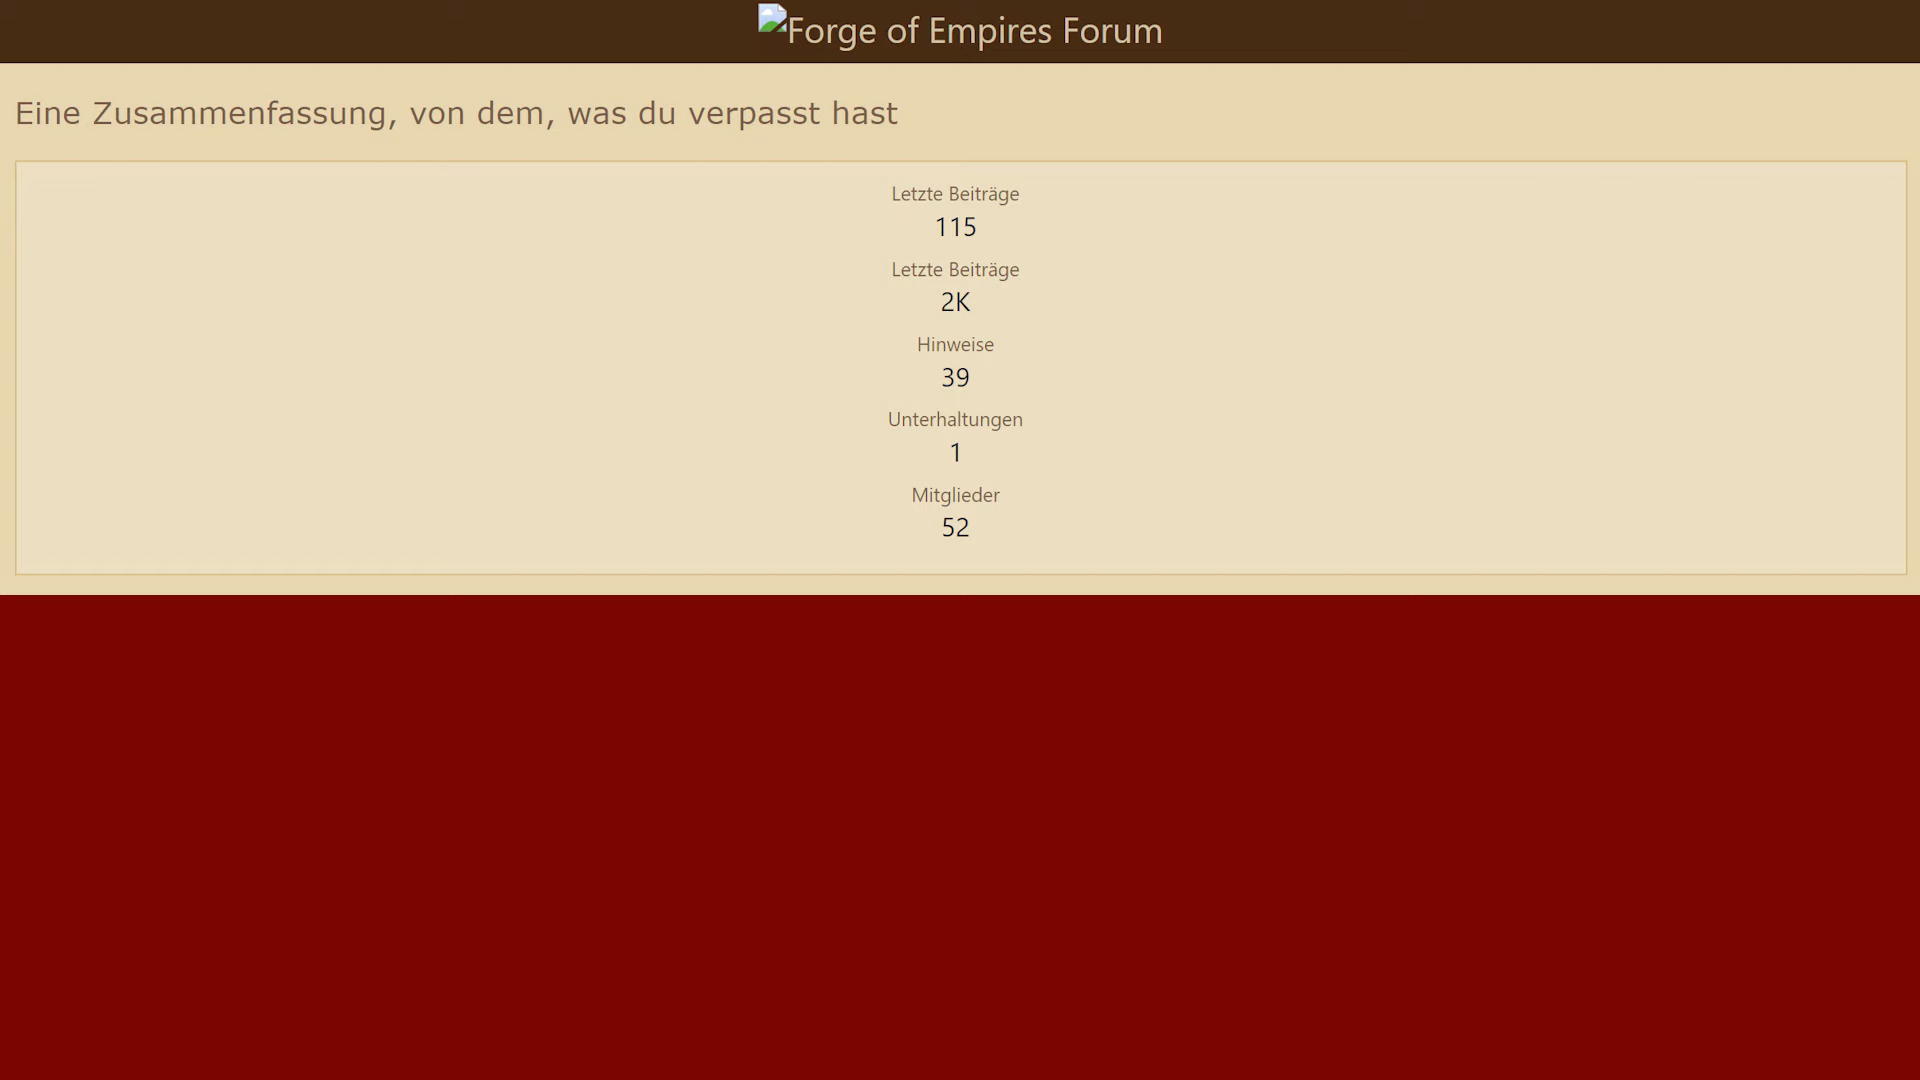 Forge of Empires Forum
Eine Zusammenfassung, von dem, was du verpasst hast
Letzte Beiträge
115
Letzte Beiträge
2K
Hinweise
39
Unterhaltungen
1
Mitglieder
52